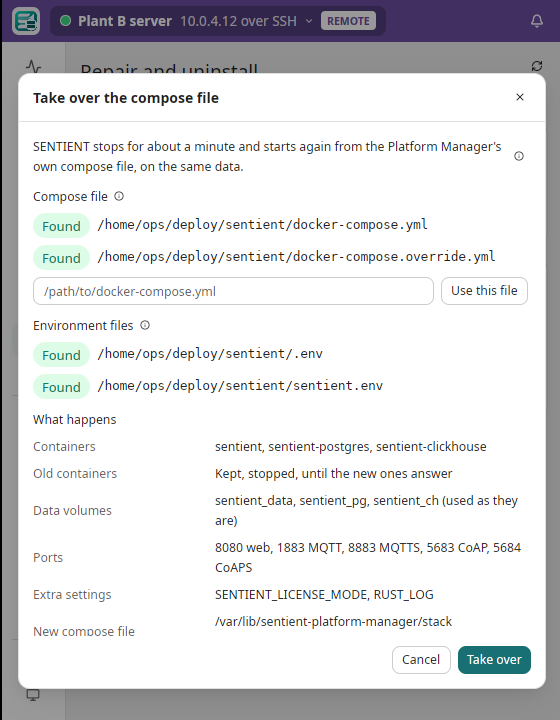 Plant B server 10.0.4.12 over SSH REMOTE
Repair and uninstall
Take over the compose file
SENTIENT stops for about a minute and starts again from the Platform Manager's
own compose file, on the same data.
Compose file
Found /home/ops/deploy/sentient/docker-compose.yml
Found /home/ops/deploy/sentient/docker-compose.override.yml
/path/to/docker-compose.yml Use this file
Environment files
Found /home/ops/deploy/sentient/.env
Found /home/ops/deploy/sentient/sentient.env
What happens
Containers sentient, sentient-postgres, sentient-clickhouse
Old containers Kept, stopped, until the new ones answer
Data volumes sentient_data, sentient_pg, sentient_ch (used as they
are)
Ports 8080 web, 1883 MQTT, 8883 MQTTS, 5683 CoAP, 5684
CoAPS
Extra settings SENTIENT_LICENSE_MODE, RUST_LOG
New compose file /var/lib/sentient-platform-manager/stack
Cancel Take over